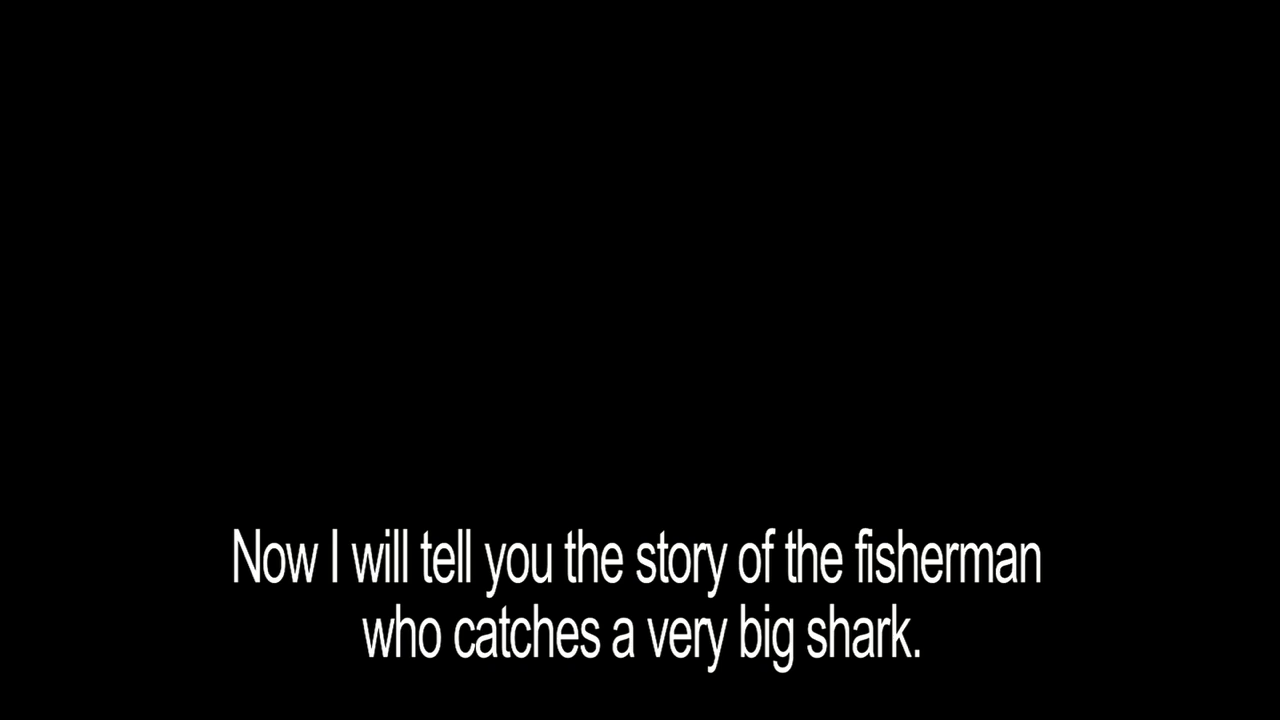 Now I will tell you the story of the fisherman
who catches a very big shark.